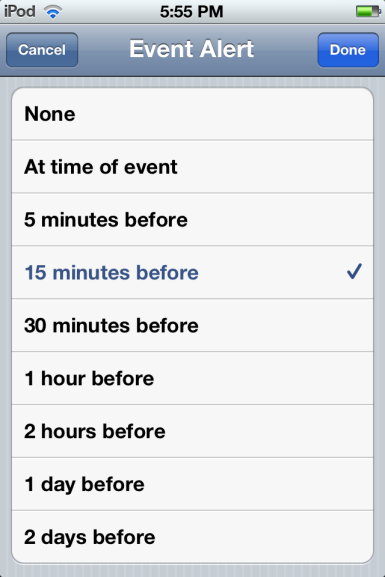 iPod 5:55 PM
Cancel Event Alert Done
None
At time of event
5 minutes before
15 minutes before
30 minutes before
1 hour before
2 hours before
1 day before
2 days before